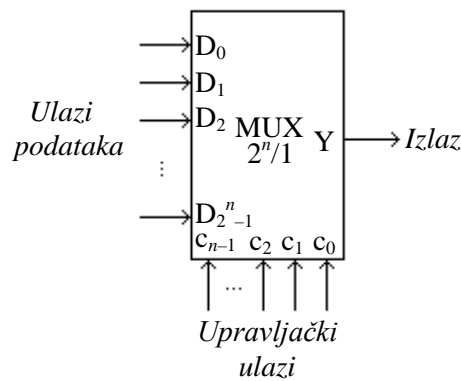 D₀
D₁
Ulazi
podataka
D₂
MUX
2ⁿ/1
Y
Izlaz
...
D₂ⁿ₋₁
cₙ₋₁ c₂ c₁ c₀
...
Upravljački
ulazi